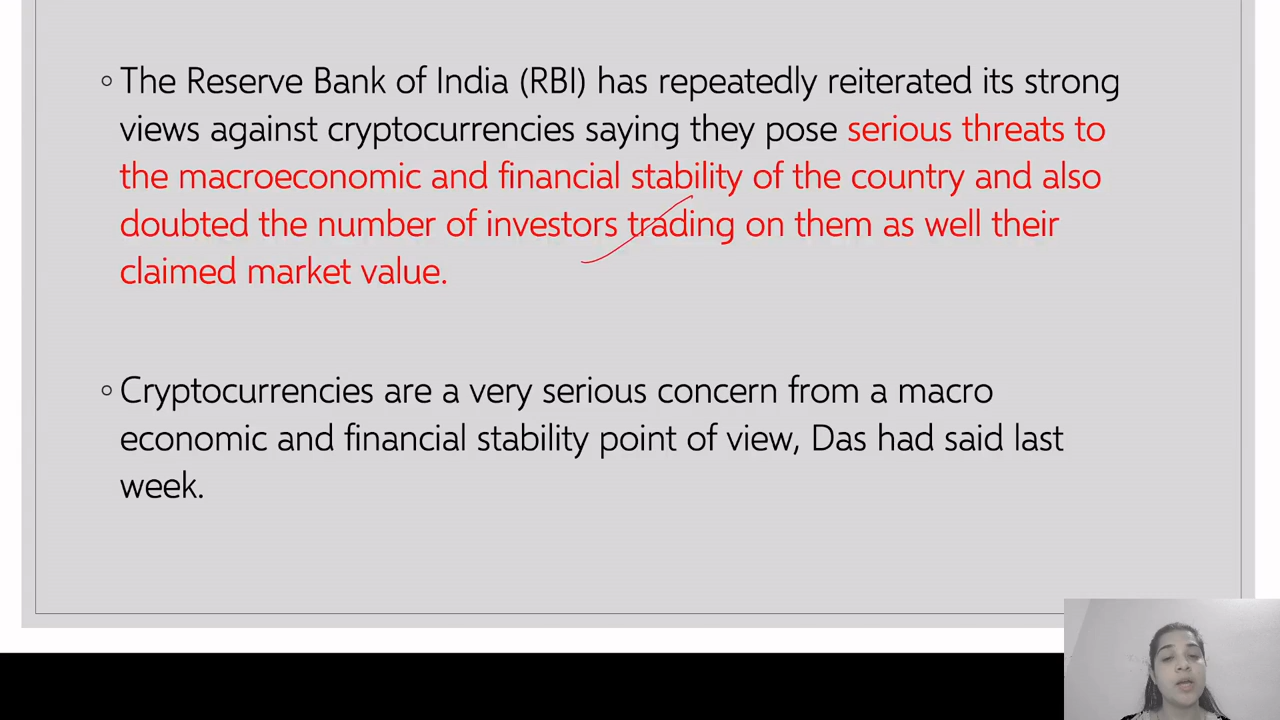 ◦ The Reserve Bank of India (RBI) has repeatedly reiterated its strong
views against cryptocurrencies saying they pose serious threats to
the macroeconomic and financial stability of the country and also
doubted the number of investors trading on them as well their
claimed market value.
◦ Cryptocurrencies are a very serious concern from a macro
economic and financial stability point of view, Das had said last
week.